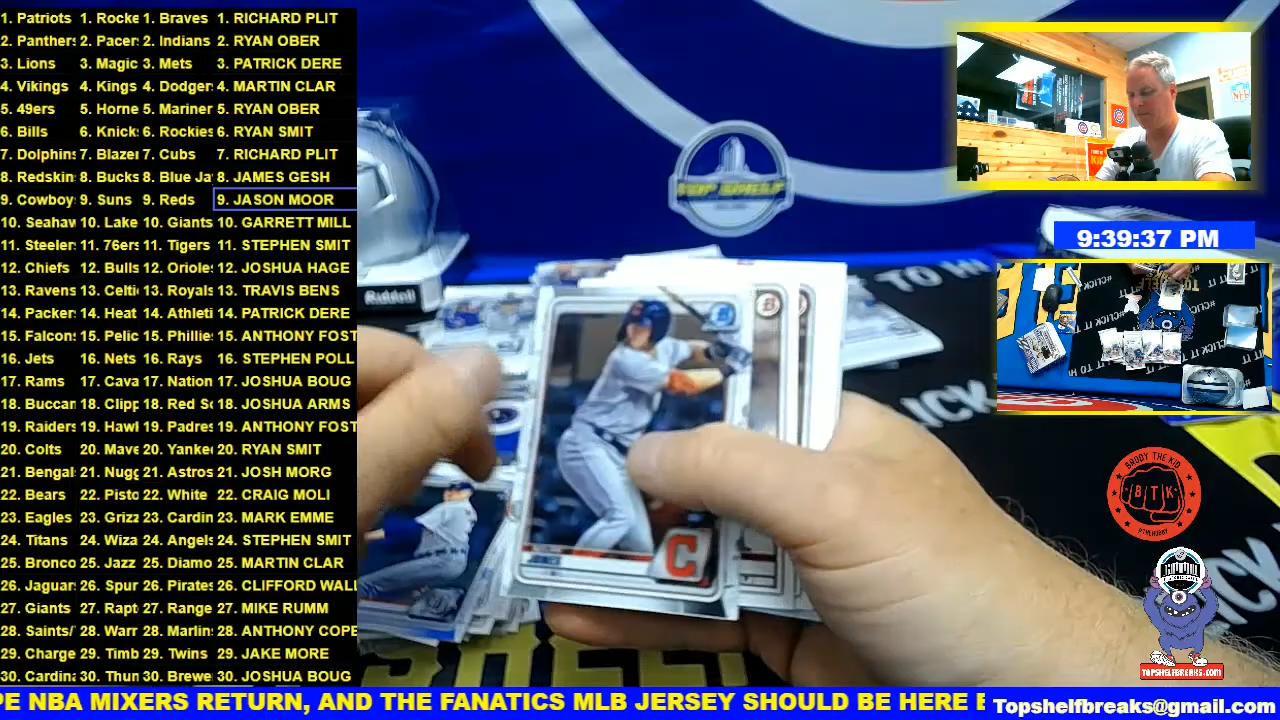 1. Patriots 1. Rocke 1. Braves 1. RICHARD PLIT
2. Panthers 2. Pacer 2. Indians 2. RYAN OBER
3. Lions 3. Magic 3. Mets 3. PATRICK DERE
4. Vikings 4. Kings 4. Dodger 4. MARTIN CLAR
5. 49ers 5. Horne 5. Mariner 5. RYAN OBER
6. Bills 6. Knick 6. Rockies 6. RYAN SMIT
7. Dolphins 7. Blazer 7. Cubs 7. RICHARD PLIT
8. Redskin 8. Bucks 8. Blue Ja 8. JAMES GESH
9. Cowboy 9. Suns 9. Reds 9. JASON MOOR
10. Seahaw 10. Lake 10. Giants 10. GARRETT MILL
11. Steeler 11. 76ers 11. Tigers 11. STEPHEN SMIT
12. Chiefs 12. Bulls 12. Oriole 12. JOSHUA HAGE
13. Ravens 13. Celti 13. Royals 13. TRAVIS BENS
14. Packer 14. Heat 14. Athleti 14. PATRICK DERE
15. Falcon 15. Pelic 15. Phillie 15. ANTHONY FOST
16. Jets 16. Nets 16. Rays 16. STEPHEN POLL
17. Rams 17. Cava 17. Nation 17. JOSHUA BOUG
18. Buccan 18. Clipp 18. Red So 18. JOSHUA ARMS
19. Raiders 19. Hawl 19. Padres 19. ANTHONY FOST
20. Colts 20. Mave 20. Yankee 20. RYAN SMIT
21. Bengal 21. Nugg 21. Astros 21. JOSH MORG
22. Bears 22. Pisto 22. White 22. CRAIG MOLI
23. Eagles 23. Grizz 23. Cardin 23. MARK EMME
24. Titans 24. Wiza 24. Angels 24. STEPHEN SMIT
25. Bronco 25. Jazz 25. Diamo 25. MARTIN CLAR
26. Jaguar 26. Spur 26. Pirates 26. CLIFFORD WALL
27. Giants 27. Rapt 27. Range 27. MIKE RUMM
28. Saints/ 28. Warr 28. Marlin 28. ANTHONY COPE
29. Charge 29. Timb 29. Twins 29. JAKE MORE
30. Cardina 30. Thun 30. Brewe 30. JOSHUA BOUG
9:39:37 PM
TOP SHELF
Riddell
C
BRODY THE KID
BTK
TOPSHELFBREAKS.COM
PE NBA MIXERS RETURN, AND THE FANATICS MLB JERSEY SHOULD BE HERE
Topshelfbreaks@gmail.com